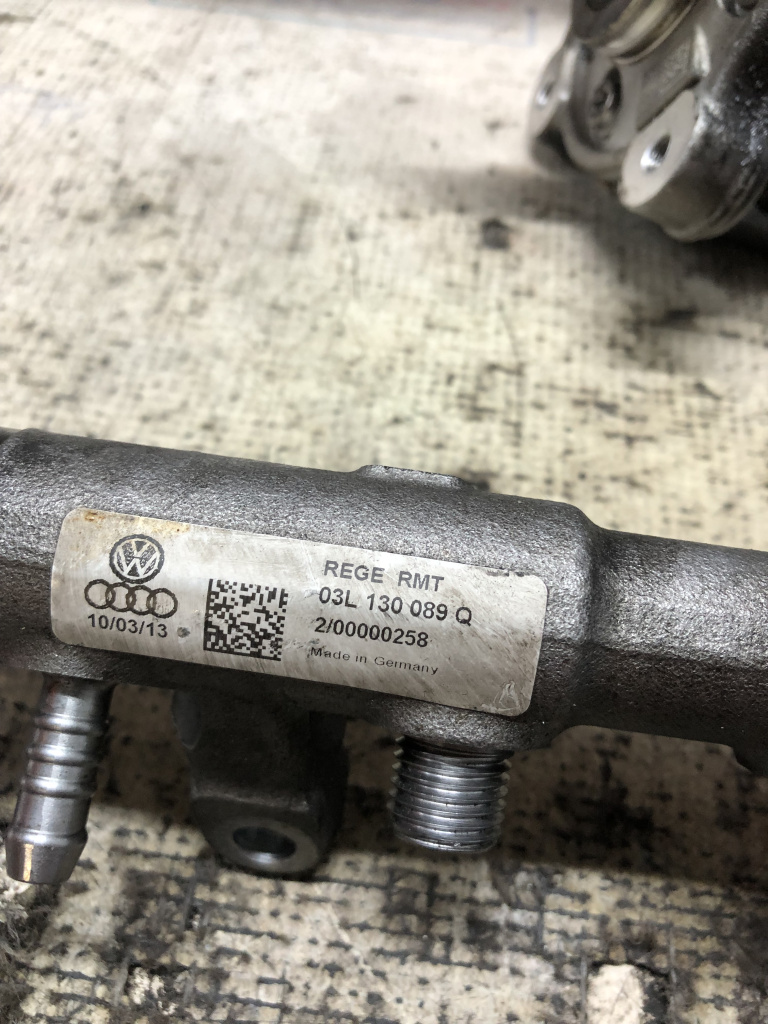 REGE RMT
03L 130 089 Q
2/00000258
Made in Germany
10/03/13